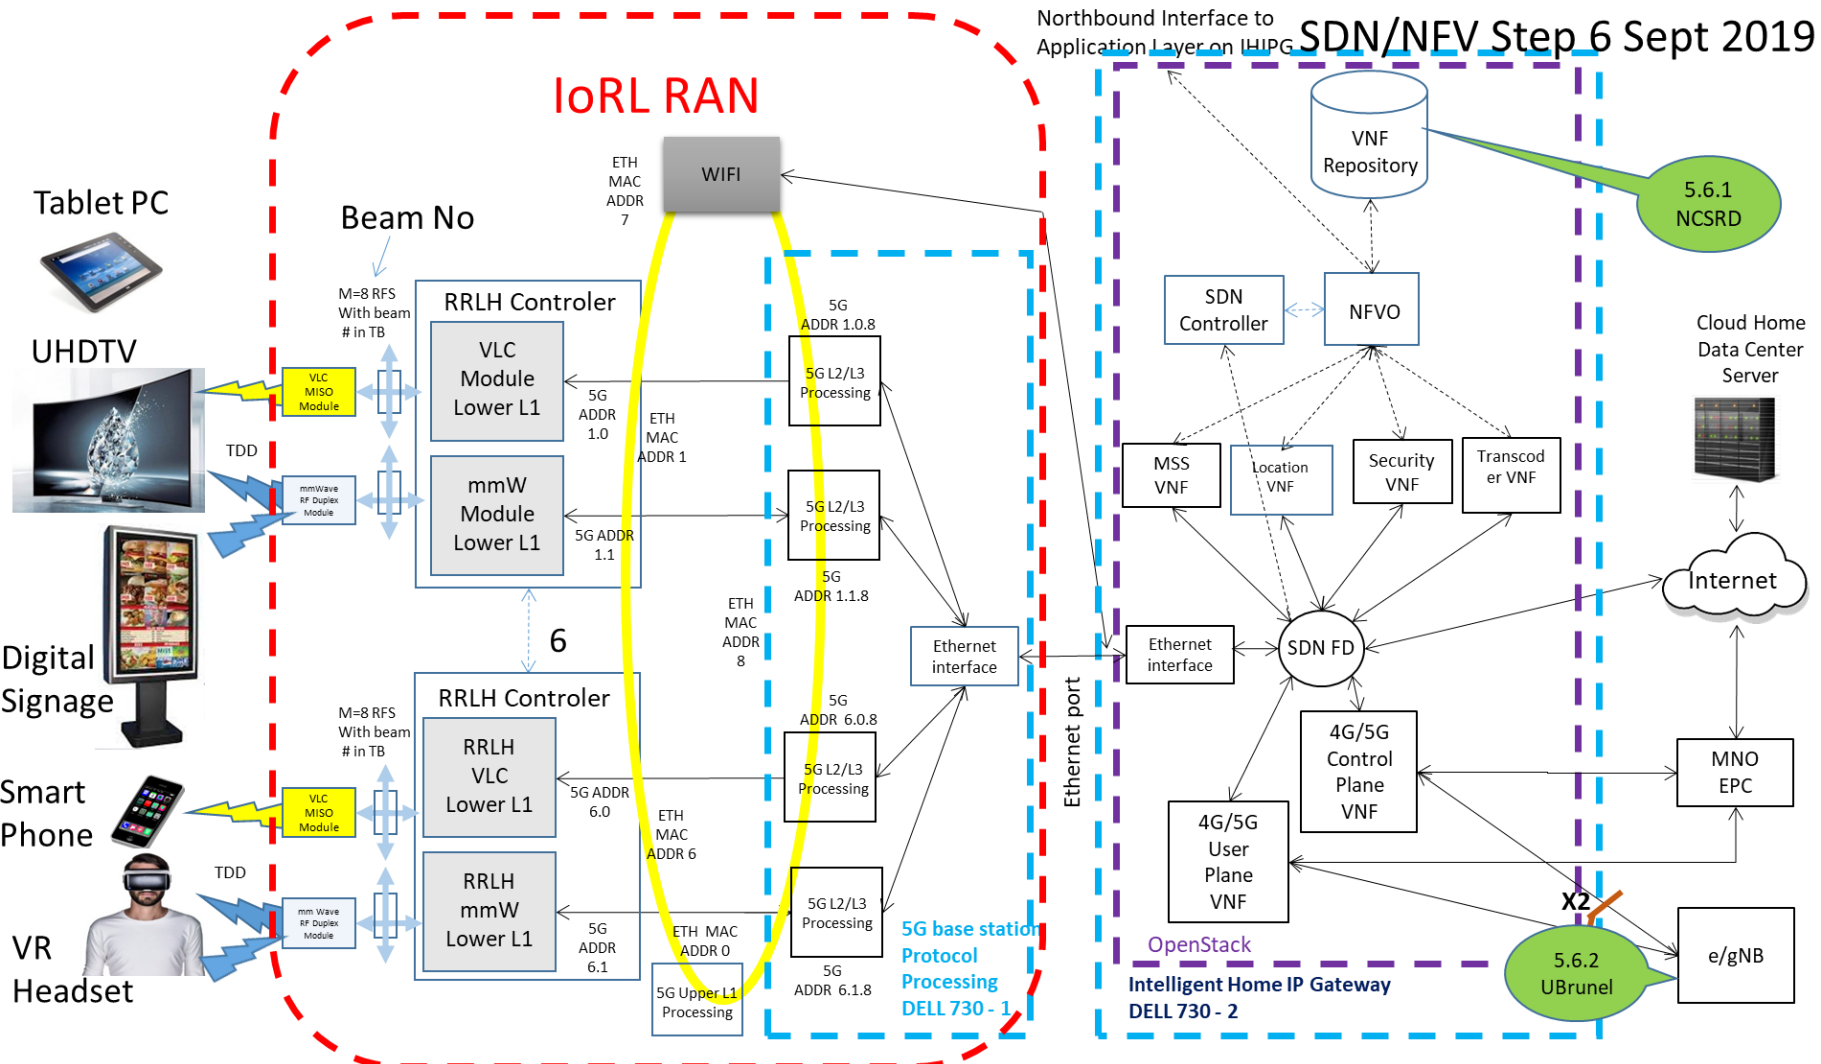 Northbound Interface to
Application Layer on IHIPG
SDN/NFV Step 6 Sept 2019
IoRL RAN
ETH
MAC
ADDR
7
WIFI
VNF
Repository
5.6.1
NCSRD
Tablet PC
Beam No
M=8 RFS
With beam
# in TB
RRLH Controler
VLC
Module
Lower L1
5G
ADDR
1.0
ETH
MAC
ADDR 1
mmW
Module
Lower L1
5G ADDR
1.1
5G
ADDR 1.0.8
5G L2/L3
Processing
5G L2/L3
Processing
5G
ADDR 1.1.8
SDN
Controller
NFVO
Cloud Home
Data Center
Server
UHDTV
VLC
MISO
Module
TDD
mmWave
RF Duplex
Module
MSS
VNF
Location
VNF
Security
VNF
Transcod
er VNF
Internet
ETH
MAC
ADDR
8
6
Ethernet
interface
Ethernet port
Ethernet
interface
SDN FD
Digital
Signage
M=8 RFS
With beam
# in TB
RRLH Controler
RRLH
VLC
Lower L1
5G ADDR
6.0
ETH
MAC
ADDR 6
RRLH
mmW
Lower L1
5G
ADDR
6.1
5G
ADDR 6.0.8
5G L2/L3
Processing
5G L2/L3
Processing
5G
ADDR 6.1.8
4G/5G
Control
Plane
VNF
4G/5G
User
Plane
VNF
MNO
EPC
Smart
Phone
VLC
MISO
Module
TDD
mm Wave
RF Duplex
Module
VR
Headset
ETH MAC
ADDR 0
5G Upper L1
Processing
5G base station
Protocol
Processing
DELL 730 - 1
OpenStack
Intelligent Home IP Gateway
DELL 730 - 2
X2
5.6.2
UBrunel
e/gNB